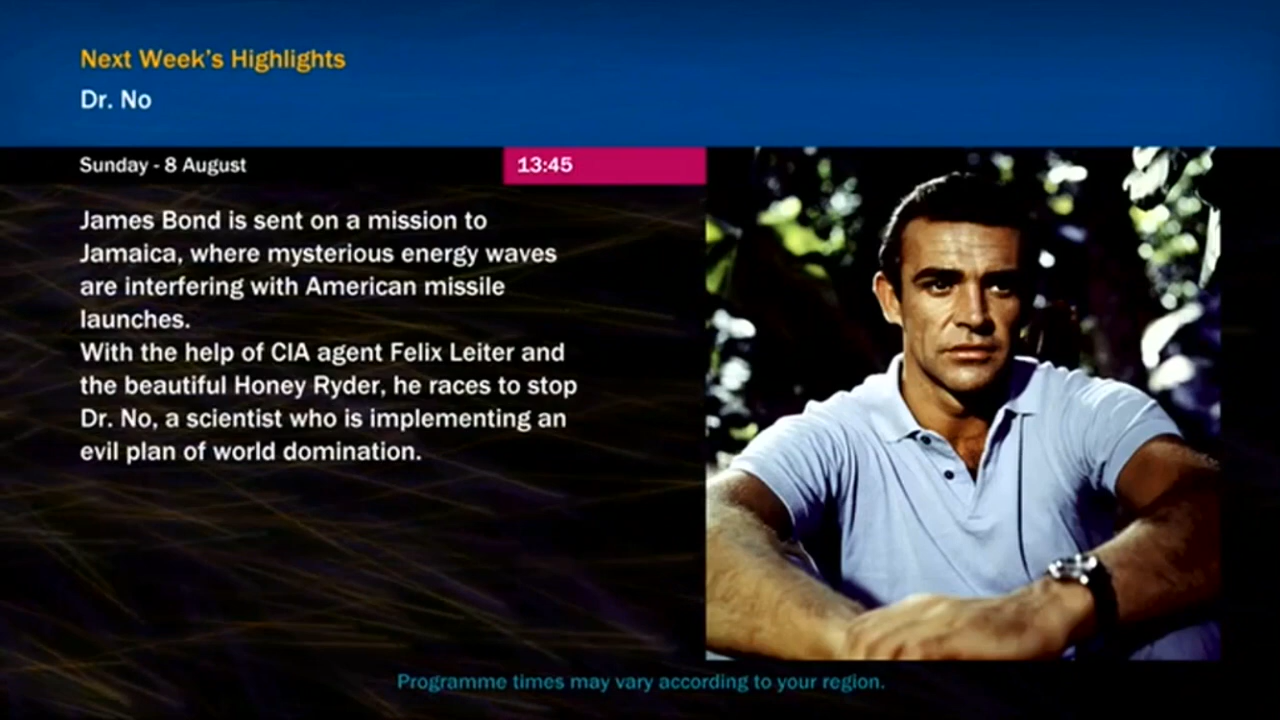 Next Week’s Highlights
Dr. No
Sunday - 8 August
13:45
James Bond is sent on a mission to
Jamaica, where mysterious energy waves
are interfering with American missile
launches.
With the help of CIA agent Felix Leiter and
the beautiful Honey Ryder, he races to stop
Dr. No, a scientist who is implementing an
evil plan of world domination.
Programme times may vary according to your region.